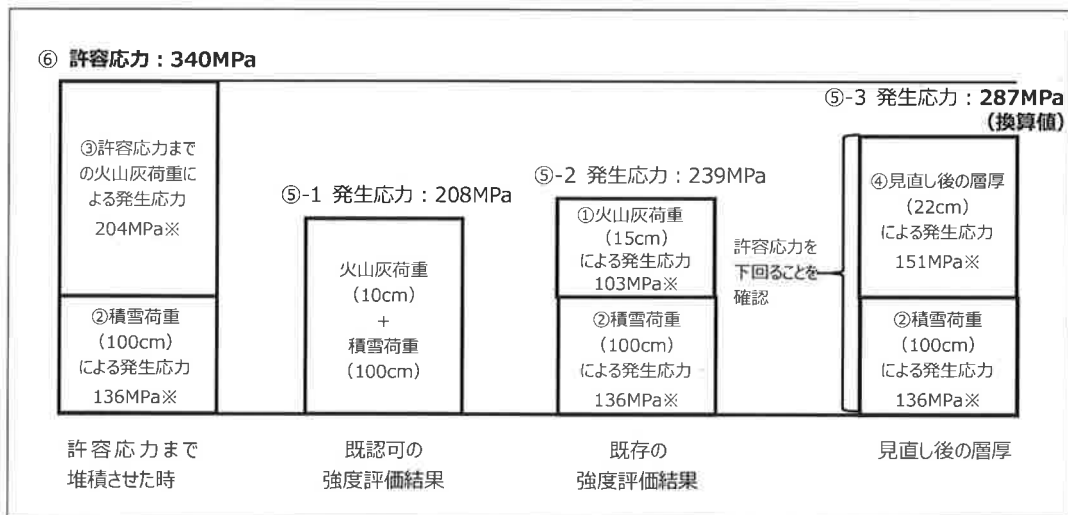 ⑥ 許容応力：340MPa
③許容応力まで
の火山灰荷重に
よる発生応力
204MPa※
②積雪荷重
(100cm)
による発生応力
136MPa※
許容応力まで
堆積させた時
⑤-1 発生応力：208MPa
火山灰荷重
(10cm)
+
積雪荷重
(100cm)
既認可の
強度評価結果
⑤-2 発生応力：239MPa
①火山灰荷重
(15cm)
による発生応力
103MPa※
②積雪荷重
(100cm)
による発生応力
136MPa※
既存の
強度評価結果
許容応力を
下回ることを
確認
⑤-3 発生応力：287MPa
(換算値)
④見直し後の層厚
(22cm)
による発生応力
151MPa※
②積雪荷重
(100cm)
による発生応力
136MPa※
見直し後の層厚